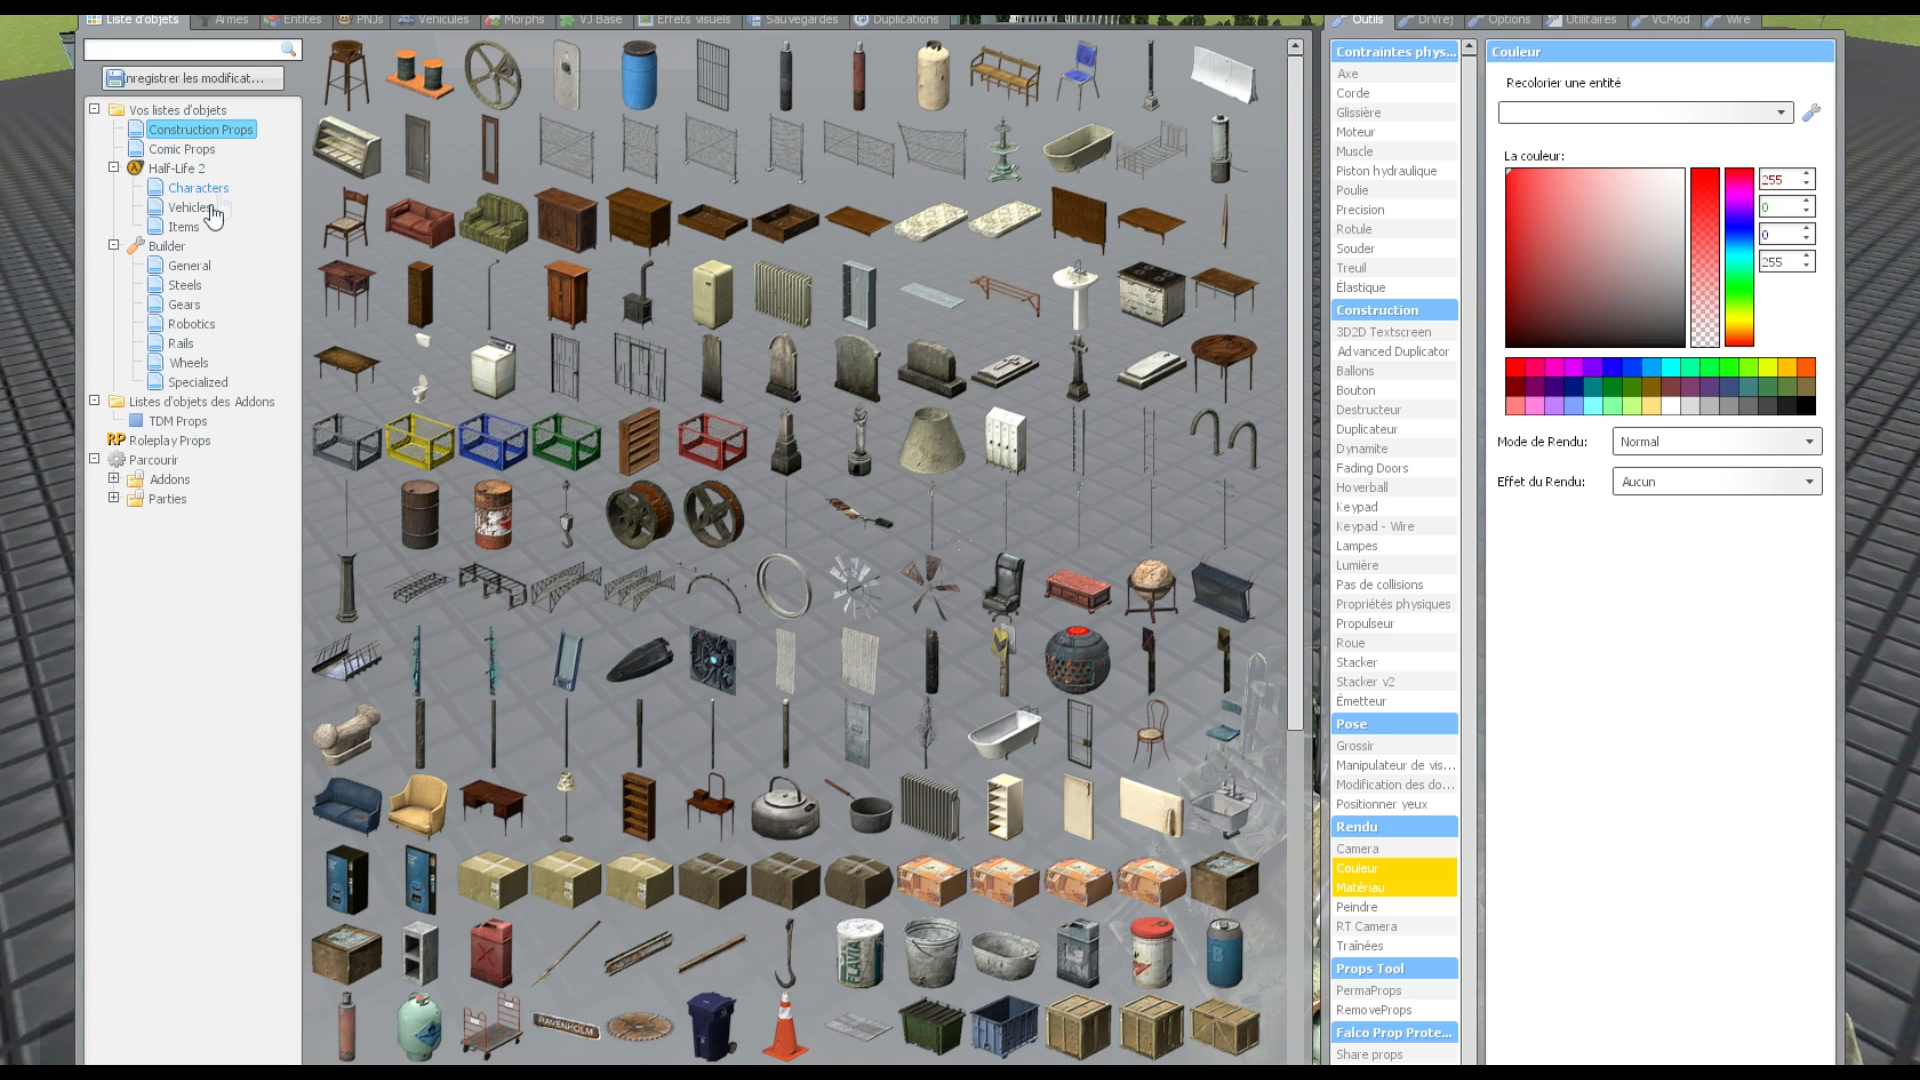 Liste d'objets
Armes
Entités
PNJs
Véhicules
Morphs
VJ Base
Effets visuels
Sauvegardes
Duplications
Outils
DrVrej
Options
Utilitaires
VCMod
Wire
nregistrer les modificat...
Vos listes d'objets
Construction Props
Comic Props
Half-Life 2
Characters
Vehicles
Items
Builder
General
Steels
Gears
Robotics
Rails
Wheels
Specialized
Listes d'objets des Addons
TDM Props
RP Roleplay Props
Parcourir
Addons
Parties
FLAVIA
B
RAVENHOLM
Contraintes phys...
Axe
Corde
Glissière
Moteur
Muscle
Piston hydraulique
Poulie
Precision
Rotule
Souder
Treuil
Élastique
Construction
3D2D Textscreen
Advanced Duplicator
Ballons
Bouton
Destructeur
Duplicateur
Dynamite
Fading Doors
Hoverball
Keypad
Keypad - Wire
Lampes
Lumière
Pas de collisions
Propriétés physiques
Propulseur
Roue
Stacker
Stacker v2
Émetteur
Pose
Grossir
Manipulateur de vis...
Modification des do...
Positionner yeux
Rendu
Camera
Couleur
Matériau
Peindre
RT Camera
Traînées
Props Tool
PermaProps
RemoveProps
Falco Prop Prote...
Share props
Couleur
Recolorier une entité
La couleur:
255
0
0
255
Mode de Rendu: Normal
Effet du Rendu: Aucun